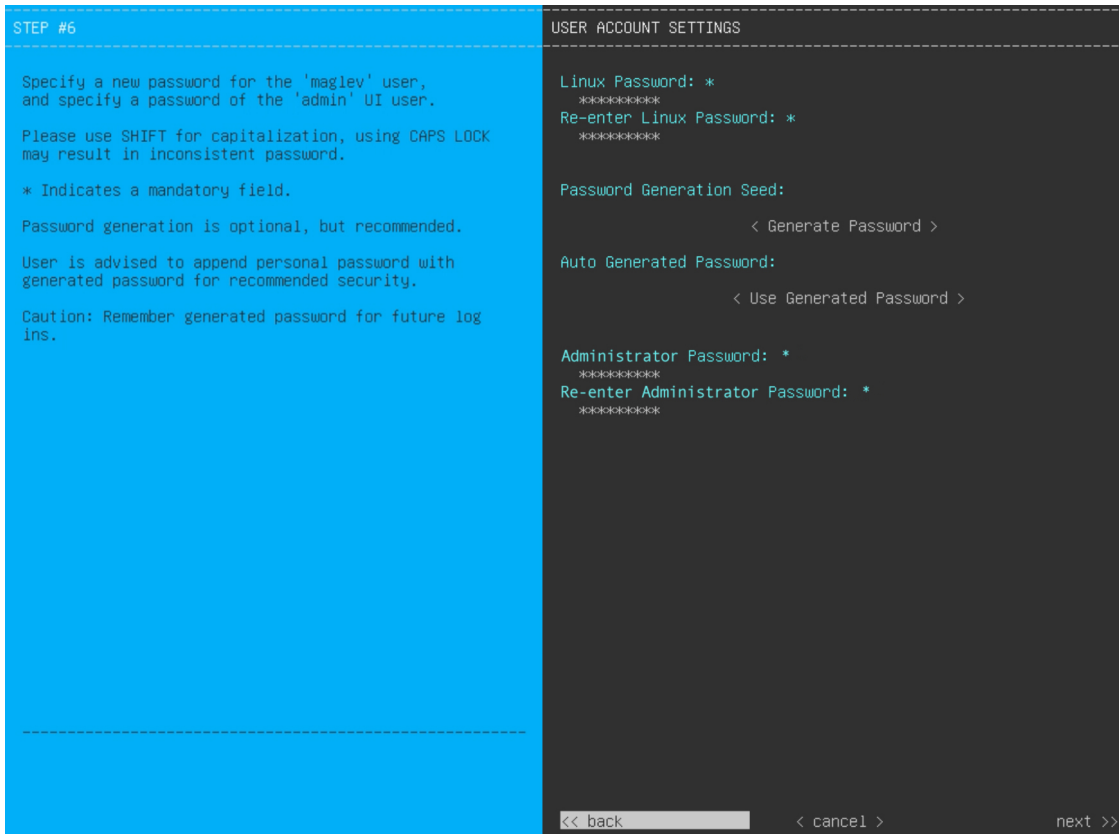 STEP #6
Specify a new password for the 'maglev' user,
and specify a password of the 'admin' UI user.
Please use SHIFT for capitalization, using CAPS LOCK
may result in inconsistent password.
* Indicates a mandatory field.
Password generation is optional, but recommended.
User is advised to append personal password with
generated password for recommended security.
Caution: Remember generated password for future log
ins.
USER ACCOUNT SETTINGS
Linux Password: *
*********
Re-enter Linux Password: *
*********
Password Generation Seed:
< Generate Password >
Auto Generated Password:
< Use Generated Password >
Administrator Password: *
*********
Re-enter Administrator Password: *
*********
<< back < cancel > next >>